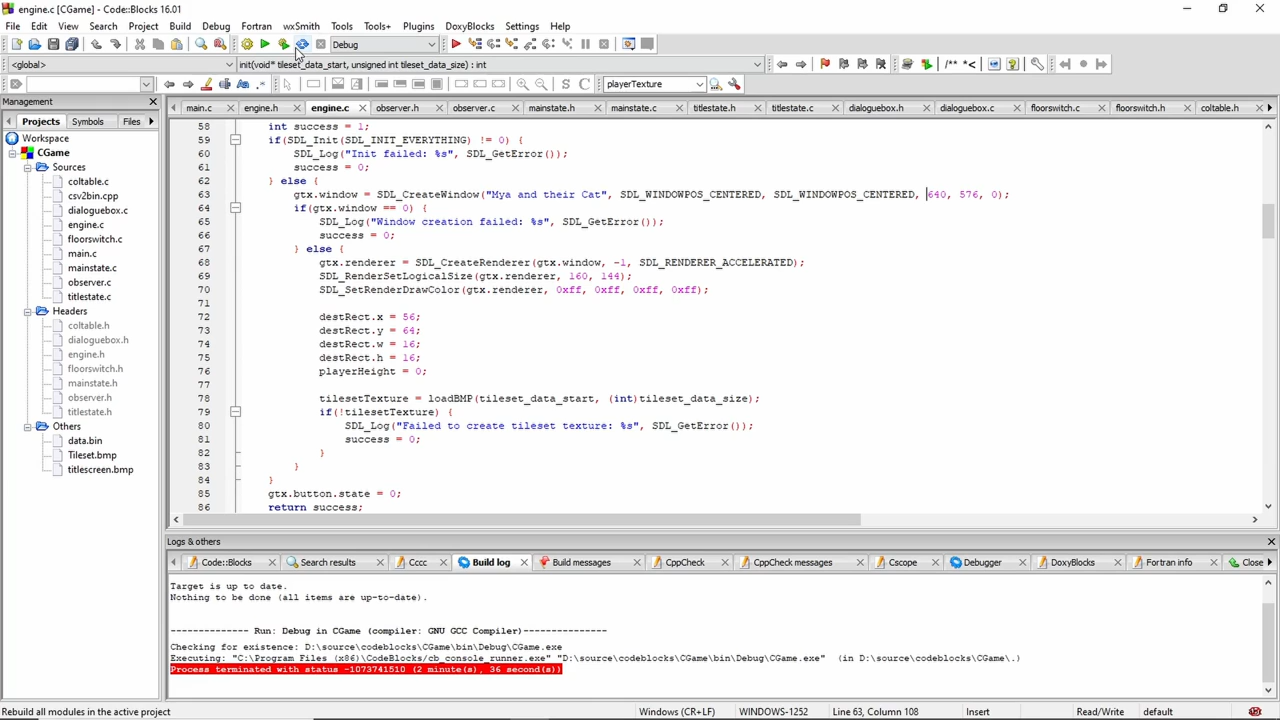 engine.c [CGame] - Code::Blocks 16.01
File Edit View Search Project Build Debug Fortran wxSmith Tools Tools+ Plugins DoxyBlocks Settings Help
Debug
<global> init(void* tileset_data_start, unsigned int tileset_data_size) : int
playerTexture
Management
Projects Symbols Files
Workspace
CGame
Sources
coltable.c
csv2bin.cpp
dialoguebox.c
engine.c
floorswitch.c
main.c
mainstate.c
observer.c
titlestate.c
Headers
coltable.h
dialoguebox.h
engine.h
floorswitch.h
mainstate.h
observer.h
titlestate.h
Others
data.bin
Tileset.bmp
titlescreen.bmp
main.c engine.h engine.c observer.h observer.c mainstate.h mainstate.c titlestate.h titlestate.c dialoguebox.h dialoguebox.c floorswitch.c floorswitch.h coltable.h
58 int success = 1;
59 if(SDL_Init(SDL_INIT_EVERYTHING) != 0) {
60 SDL_Log("Init failed: %s", SDL_GetError());
61 success = 0;
62 } else {
63 gtx.window = SDL_CreateWindow("Mya and their Cat", SDL_WINDOWPOS_CENTERED, SDL_WINDOWPOS_CENTERED, 640, 576, 0);
64 if(gtx.window == 0) {
65 SDL_Log("Window creation failed: %s", SDL_GetError());
66 success = 0;
67 } else {
68 gtx.renderer = SDL_CreateRenderer(gtx.window, -1, SDL_RENDERER_ACCELERATED);
69 SDL_RenderSetLogicalSize(gtx.renderer, 160, 144);
70 SDL_SetRenderDrawColor(gtx.renderer, 0xff, 0xff, 0xff, 0xff);
71
72 destRect.x = 56;
73 destRect.y = 64;
74 destRect.w = 16;
75 destRect.h = 16;
76 playerHeight = 0;
77
78 tilesetTexture = loadBMP(tileset_data_start, (int)tileset_data_size);
79 if(!tilesetTexture) {
80 SDL_Log("Failed to create tileset texture: %s", SDL_GetError());
81 success = 0;
82 }
83 }
84 }
85 gtx.button.state = 0;
86 return success;
Logs & others
Code::Blocks Search results Cccc Build log Build messages CppCheck CppCheck messages Cscope Debugger DoxyBlocks Fortran info Close
Target is up to date.
Nothing to be done (all items are up-to-date).
-------------- Run: Debug in CGame (compiler: GNU GCC Compiler)---------------
Checking for existence: D:\source\codeblocks\CGame\bin\Debug\CGame.exe
Executing: "C:\Program Files (x86)\CodeBlocks/cb_console_runner.exe" "D:\source\codeblocks\CGame\bin\Debug\CGame.exe" (in D:\source\codeblocks\CGame\.)
Process terminated with status -1073741510 (2 minute(s), 36 second(s))
Rebuild all modules in the active project Windows (CR+LF) WINDOWS-1252 Line 63, Column 108 Insert Read/Write default